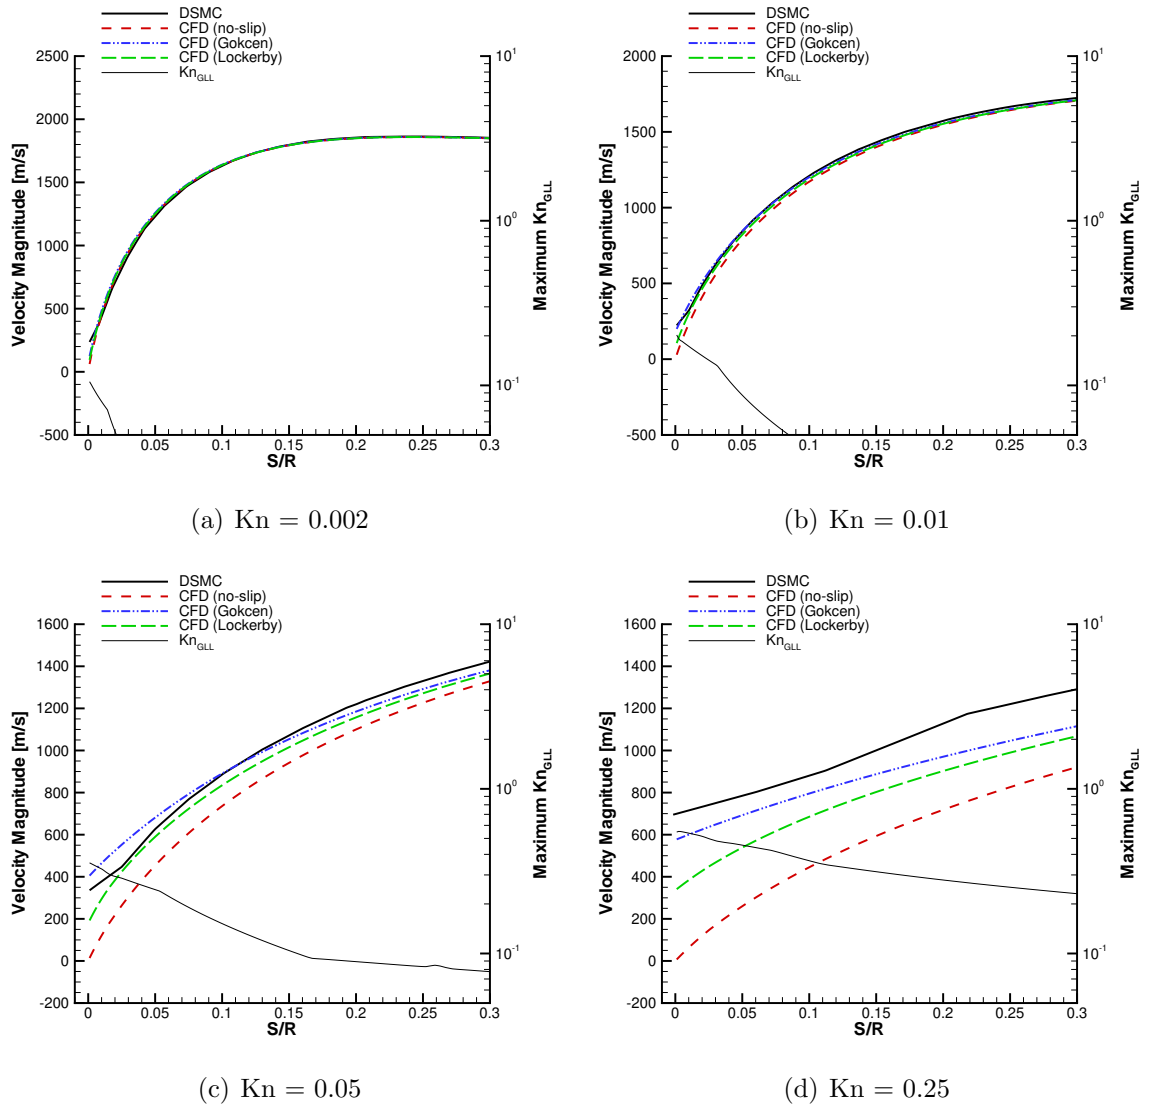 DSMC
CFD (no-slip)
CFD (Gokcen)
CFD (Lockerby)
Kn_GLL
Velocity Magnitude [m/s]
2500
2000
1500
1000
500
0
-500
0 0.05 0.1 0.15 0.2 0.25 0.3
S/R
10^1
10^0
10^-1
Maximum Kn_GLL
(a) Kn = 0.002
DSMC
CFD (no-slip)
CFD (Gokcen)
CFD (Lockerby)
Kn_GLL
Velocity Magnitude [m/s]
2000
1500
1000
500
0
-500
0 0.05 0.1 0.15 0.2 0.25 0.3
S/R
10^1
10^0
10^-1
Maximum Kn_GLL
(b) Kn = 0.01
DSMC
CFD (no-slip)
CFD (Gokcen)
CFD (Lockerby)
Kn_GLL
Velocity Magnitude [m/s]
1600
1400
1200
1000
800
600
400
200
0
-200
0 0.05 0.1 0.15 0.2 0.25 0.3
S/R
10^1
10^0
10^-1
Maximum Kn_GLL
(c) Kn = 0.05
DSMC
CFD (no-slip)
CFD (Gokcen)
CFD (Lockerby)
Kn_GLL
Velocity Magnitude [m/s]
1600
1400
1200
1000
800
600
400
200
0
-200
0 0.05 0.1 0.15 0.2 0.25 0.3
S/R
10^1
10^0
10^-1
Maximum Kn_GLL
(d) Kn = 0.25